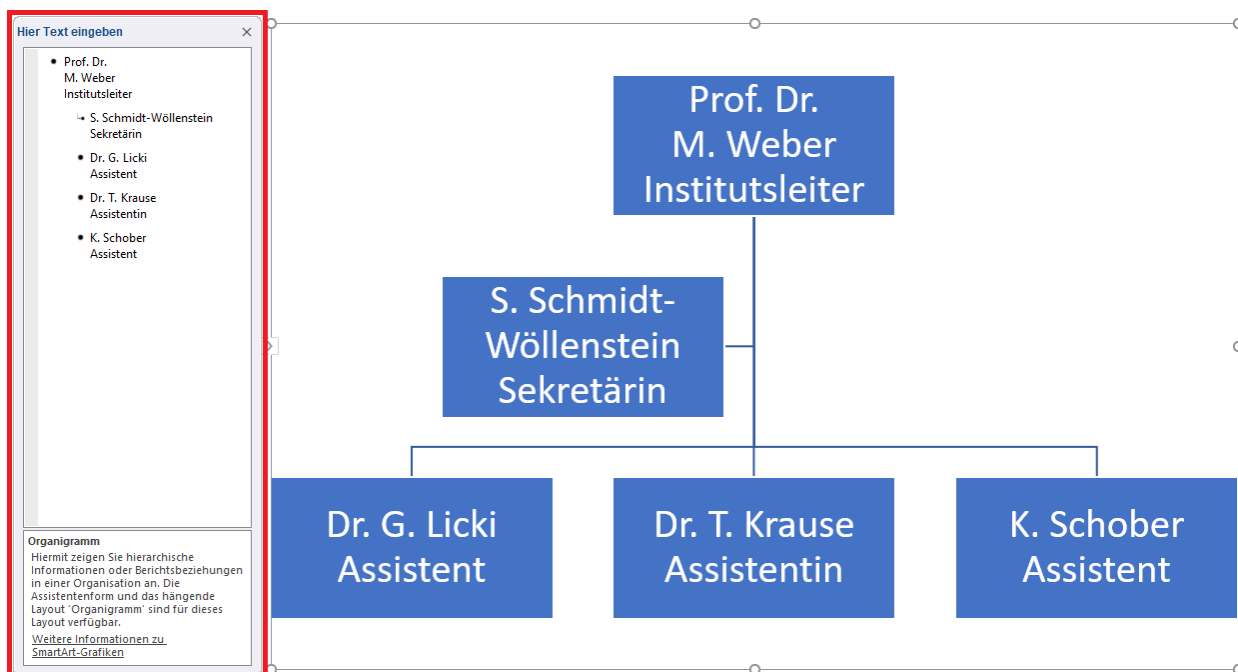 Hier Text eingeben
Prof. Dr.
M. Weber
Institutsleiter
S. Schmidt-Wöllenstein
Sekretärin
Dr. G. Licki
Assistent
Dr. T. Krause
Assistentin
K. Schober
Assistent
Organigramm
Hiermit zeigen Sie hierarchische
Informationen oder Berichtsbeziehungen
in einer Organisation an. Die
Assistentenform und das hängende
Layout 'Organigramm' sind für dieses
Layout verfügbar.
Weitere Informationen zu
SmartArt-Grafiken
Prof. Dr.
M. Weber
Institutsleiter
S. Schmidt-
Wöllenstein
Sekretärin
Dr. G. Licki
Assistent
Dr. T. Krause
Assistentin
K. Schober
Assistent